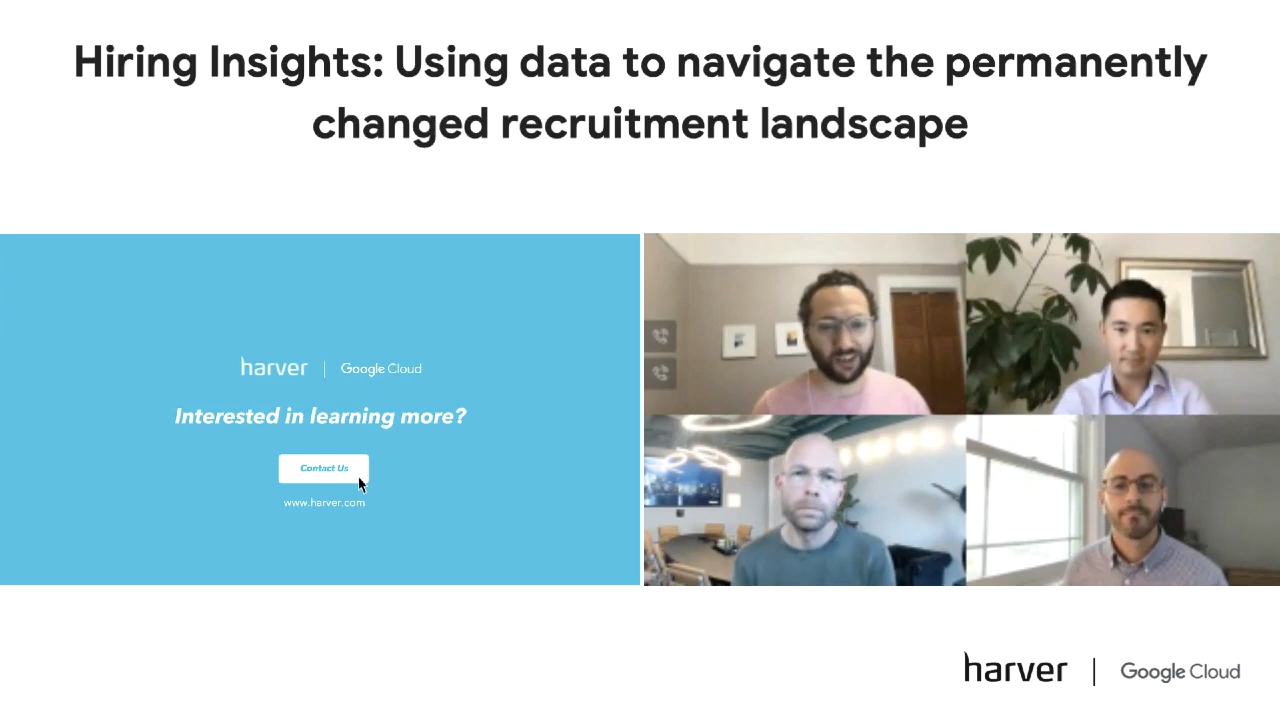 Hiring Insights: Using data to navigate the permanently
changed recruitment landscape
harver | Google Cloud
Interested in learning more?
Contact Us
www.harver.com
harver | Google Cloud